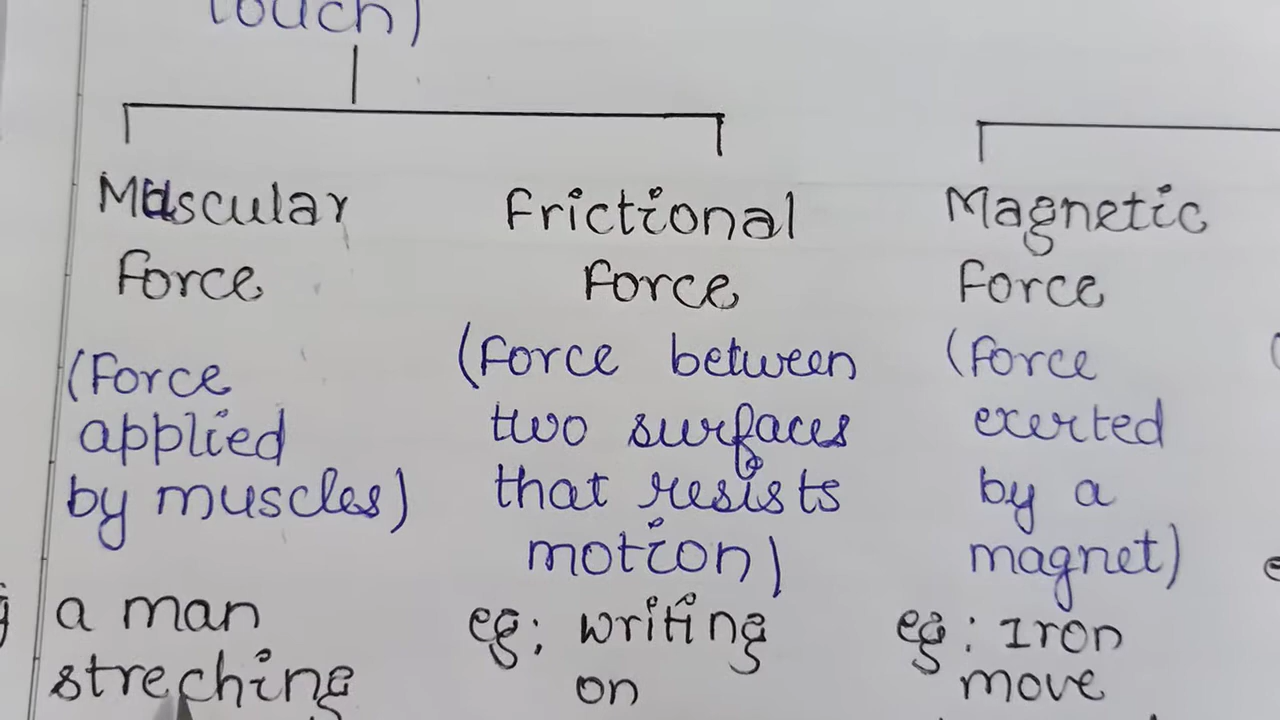 touch)
Muscular
Force
(Force
applied
by muscles)
a man
streching
Frictional
Force
(Force between
two surfaces
that resists
motion)
eg; writing
on
Magnetic
Force
(Force
exerted
by a
magnet)
eg: Iron
move